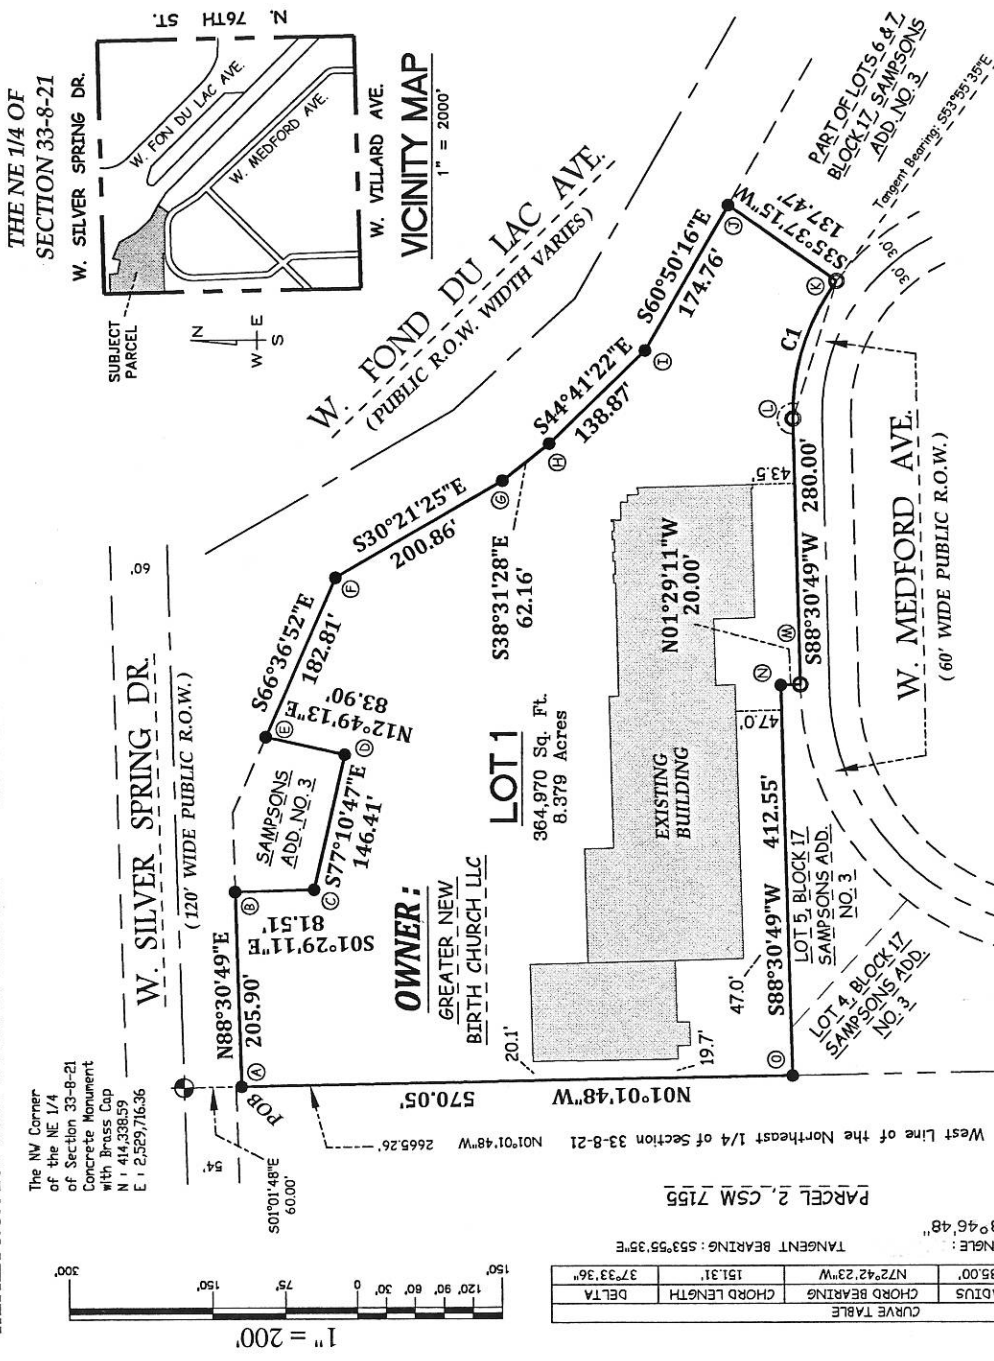 THE NE 1/4 OF
SECTION 33-8-21
W. SILVER SPRING DR.
N. 76TH ST.
W. FON DU LAC AVE.
W. MEDFORD AVE.
W. VILLARD AVE.
SUBJECT
PARCEL
VICINITY MAP
1" = 2000'
N
W
E
S
The NW Corner
of the NE 1/4
of Section 33-8-21
Concrete Monument
with Brass Cap
N : 414,338.59
E : 2,529,716.36
W. SILVER SPRING DR.
(120' WIDE PUBLIC R.O.W.)
60'
54'
S01°01'48"E
60.00'
POB
A
N88°30'49"E
205.90'
B
S01°29'11"E
81.51'
C
S77°10'47"E
146.41'
D
N12°49'13"E
83.90'
E
SAMPSONS
ADD. NO. 3
S66°36'52"E
182.81'
F
S30°21'25"E
200.86'
G
S38°31'28"E
62.16'
H
S44°41'22"E
138.87'
I
S60°50'16"E
174.76'
J
S35°37'15"W
137.47'
K
W. FOND DU LAC AVE.
(PUBLIC R.O.W. WIDTH VARIES)
PART OF LOTS 6 & 7,
BLOCK 17, SAMPSONS
ADD. NO. 3
Tangent Bearing: S53°55'35"E
30'
30'
C1
L
43.5'
S88°30'49"W 280.00'
M
N01°29'11"W
20.00'
N
47.0'
W. MEDFORD AVE.
(60' WIDE PUBLIC R.O.W.)
OWNER:
GREATER NEW
BIRTH CHURCH LLC
LOT 1
364,970 Sq. Ft.
8.379 Acres
EXISTING
BUILDING
S88°30'49"W 412.55'
47.0'
20.1'
19.7'
O
LOT 5, BLOCK 17
SAMPSONS ADD.
NO. 3
LOT 4, BLOCK 17
SAMPSONS ADD.
NO. 3
N01°01'48"W 570.05'
West Line of the Northeast 1/4 of Section 33-8-21 N01°01'48"W 2665.26'
PARCEL 2, CSM 7155
1" = 200'
300'
150'
75'
0
30'
60'
90'
120'
150'
CURVE TABLE
CHORD BEARING CHORD LENGTH DELTA
N72°42'23"W 151.31' 37°33'36"
TANGENT BEARING: S53°55'35"E